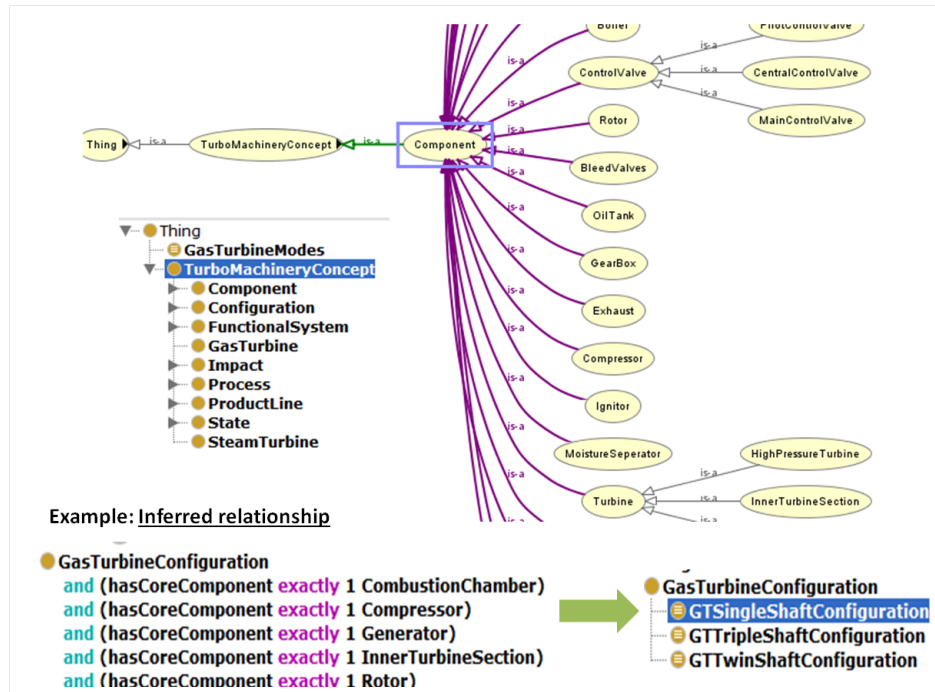 Boiler
PilotControlValve
is-a
ControlValve
is-a
CentralControlValve
is-a
MainControlValve
is-a
Rotor
is-a
Thing
is-a
TurboMachineryConcept
is-a
Component
is-a
BleedValves
is-a
OilTank
Thing
GasTurbineModes
TurboMachineryConcept
Component
Configuration
FunctionalSystem
GasTurbine
Impact
Process
ProductLine
State
SteamTurbine
is-a
GearBox
is-a
Exhaust
is-a
Compressor
is-a
Ignitor
is-a
MoistureSeperator
HighPressureTurbine
is-a
is-a
Turbine
is-a
InnerTurbineSection
is-a
is-a
Example: Inferred relationship
GasTurbineConfiguration
and (hasCoreComponent exactly 1 CombustionChamber)
and (hasCoreComponent exactly 1 Compressor)
and (hasCoreComponent exactly 1 Generator)
and (hasCoreComponent exactly 1 InnerTurbineSection)
and (hasCoreComponent exactly 1 Rotor)
GasTurbineConfiguration
GTSingleShaftConfiguration
GTTripleShaftConfiguration
GTTwinShaftConfiguration